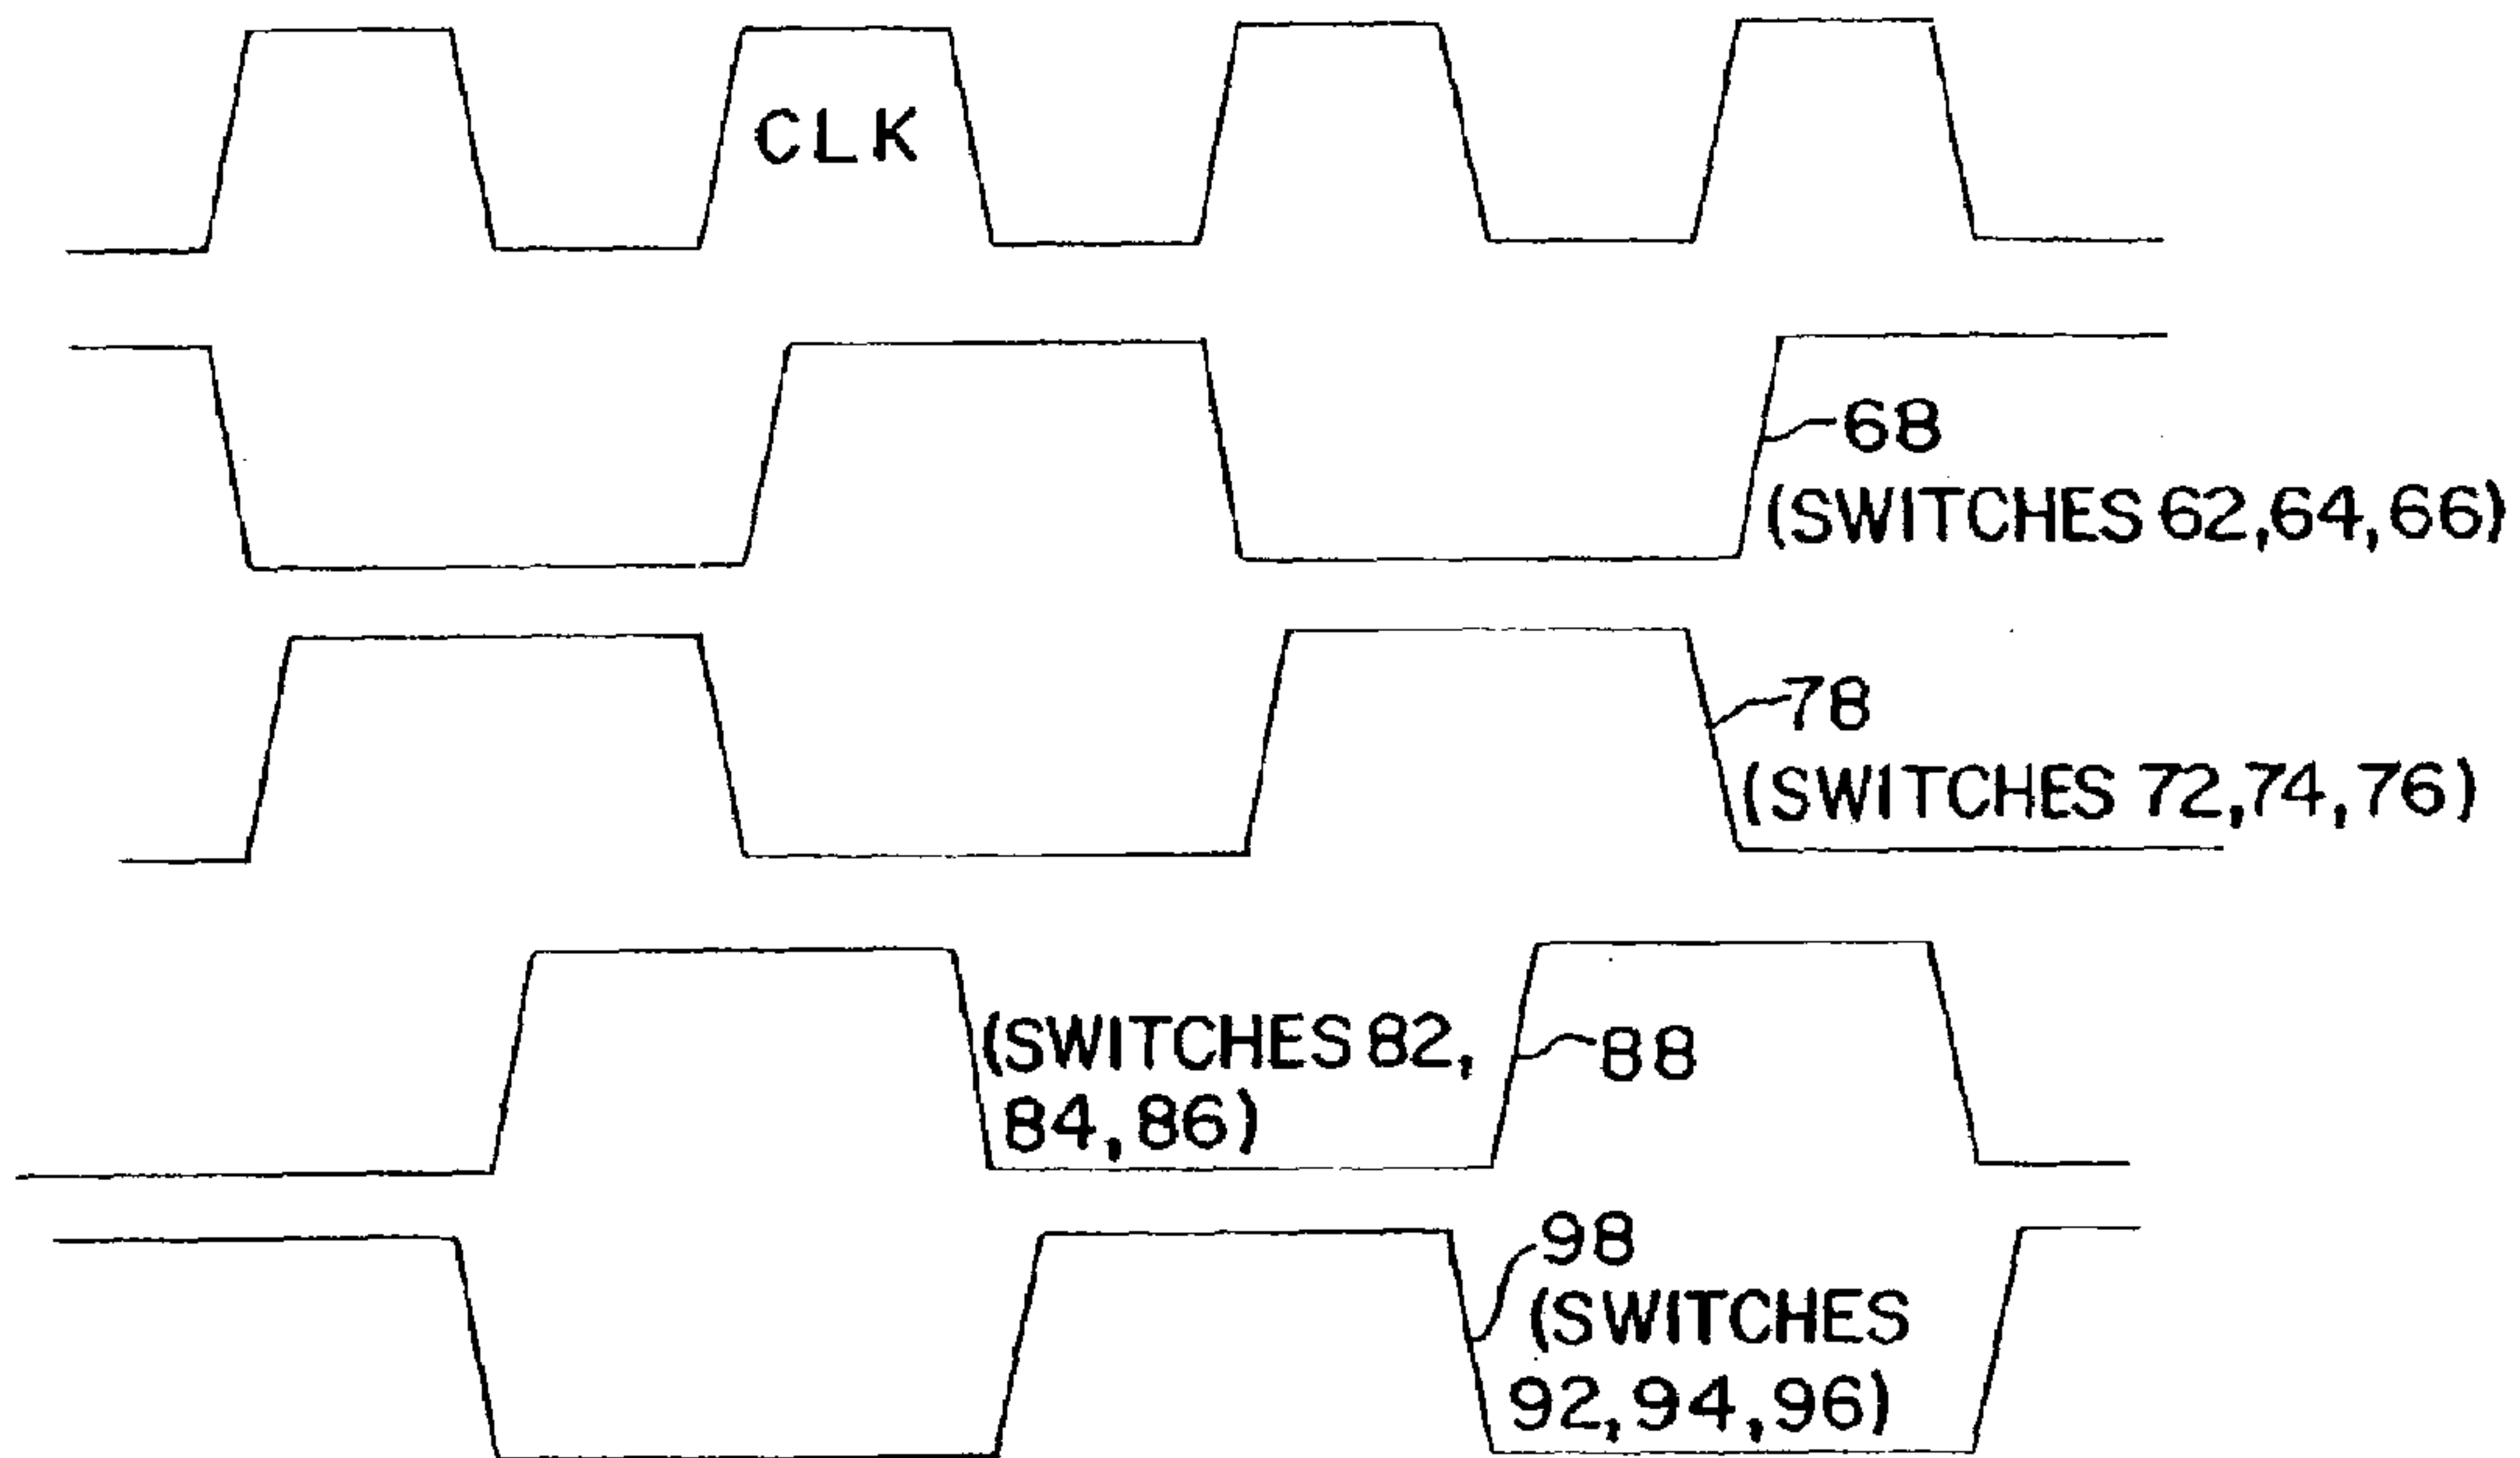 CLK
68
(SWITCHES 62,64,66)
78
(SWITCHES 72,74,76)
(SWITCHES 82,
84,86)
88
98
(SWITCHES
92,94,96)